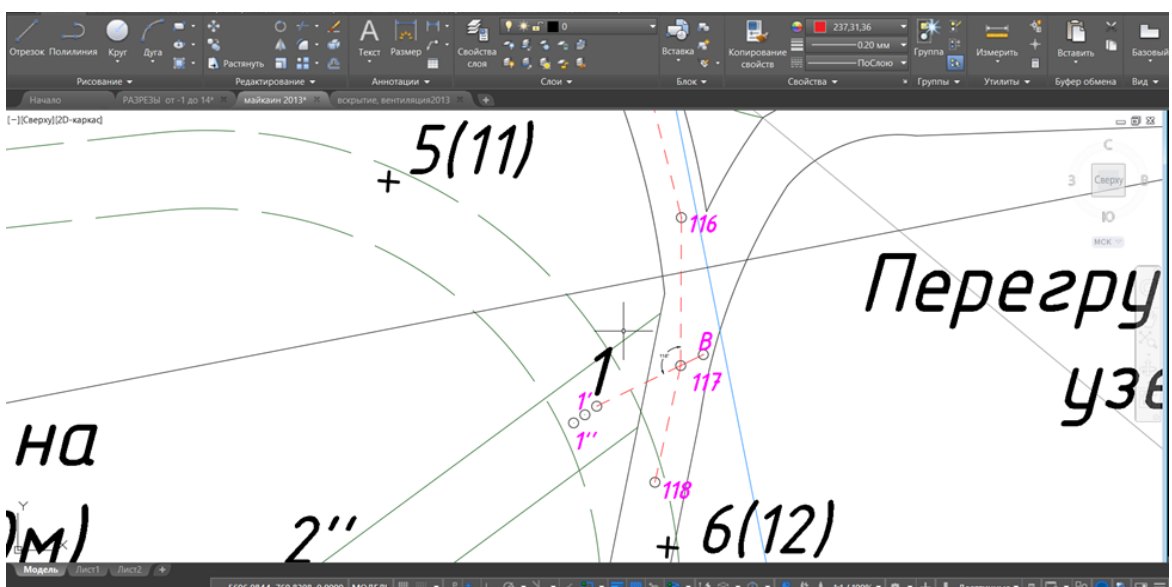 Отрезок Полилиния Круг Дуга
Растянуть
Текст Размер
Свойства слоя
0
Вставка
Копирование свойств
237,31,36
0.20 мм
ПоСлою
Группа
Измерить
Вставить
Базовый
Рисование
Редактирование
Аннотации
Слои
Блок
Свойства
Группы
Утилиты
Буфер обмена
Вид
Начало
РАЗРЕЗЫ от -1 до 14*
майкаин 2013*
вскрытие, вентиляция2013
[−][Сверху][2D-каркас]
С
З
Сверху
В
Ю
МСК
5(11)
116
Перегру
узе
В
117
1
1'
1''
118
на
м)
2''
6(12)
Y
X
Модель
Лист1
Лист2
МОДЕЛЬ